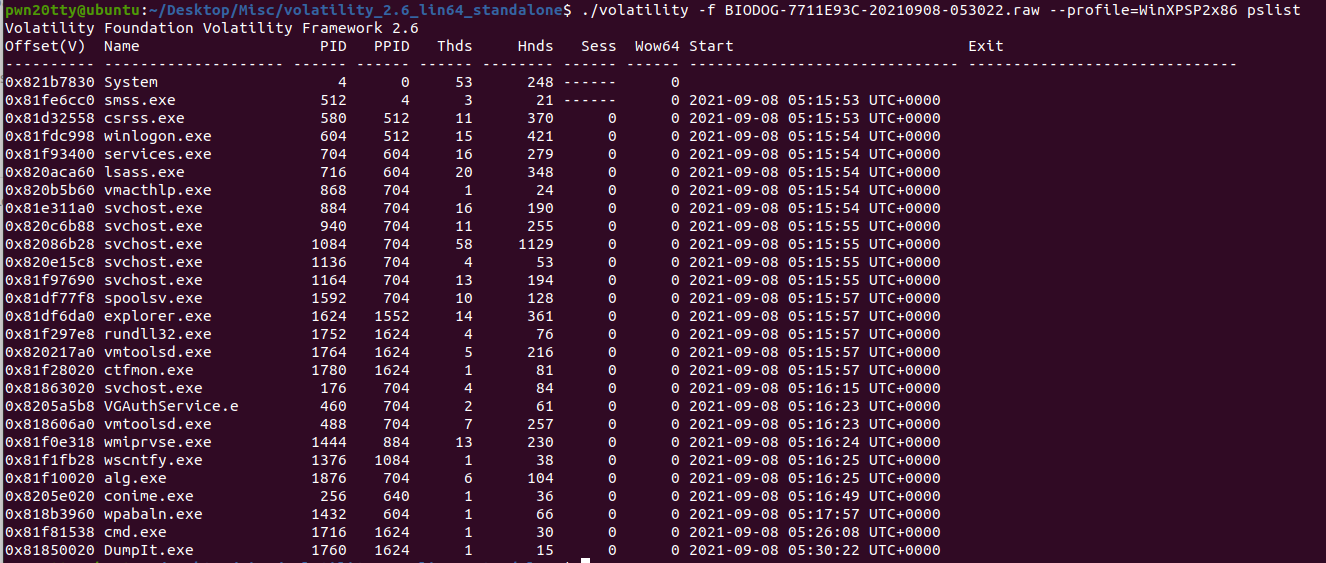 pwn20tty@ubuntu:~/Desktop/Misc/volatility_2.6_lin64_standalone$ ./volatility -f BIODOG-7711E93C-20210908-053022.raw --profile=WinXPSP2x86 pslist
Volatility Foundation Volatility Framework 2.6
Offset(V)  Name                    PID   PPID   Thds     Hnds   Sess  Wow64 Start                          Exit
---------- -------------------- ------ ------ ------ -------- ------ ------ ------------------------------ ------------------------------
0x821b7830 System                    4      0     53      248 ------      0
0x81fe6cc0 smss.exe                512      4      3       21 ------      0 2021-09-08 05:15:53 UTC+0000
0x81d32558 csrss.exe               580    512     11      370      0      0 2021-09-08 05:15:53 UTC+0000
0x81fdc998 winlogon.exe            604    512     15      421      0      0 2021-09-08 05:15:54 UTC+0000
0x81f93400 services.exe            704    604     16      279      0      0 2021-09-08 05:15:54 UTC+0000
0x820aca60 lsass.exe               716    604     20      348      0      0 2021-09-08 05:15:54 UTC+0000
0x820b5b60 vmacthlp.exe            868    704      1       24      0      0 2021-09-08 05:15:54 UTC+0000
0x81e311a0 svchost.exe             884    704     16      190      0      0 2021-09-08 05:15:54 UTC+0000
0x820c6b88 svchost.exe             940    704     11      255      0      0 2021-09-08 05:15:55 UTC+0000
0x82086b28 svchost.exe            1084    704     58     1129      0      0 2021-09-08 05:15:55 UTC+0000
0x820e15c8 svchost.exe            1136    704      4       53      0      0 2021-09-08 05:15:55 UTC+0000
0x81f97690 svchost.exe            1164    704     13      194      0      0 2021-09-08 05:15:55 UTC+0000
0x81df77f8 spoolsv.exe            1592    704     10      128      0      0 2021-09-08 05:15:57 UTC+0000
0x81df6da0 explorer.exe           1624   1552     14      361      0      0 2021-09-08 05:15:57 UTC+0000
0x81f297e8 rundll32.exe           1752   1624      4       76      0      0 2021-09-08 05:15:57 UTC+0000
0x820217a0 vmtoolsd.exe           1764   1624      5      216      0      0 2021-09-08 05:15:57 UTC+0000
0x81f28020 ctfmon.exe             1780   1624      1       81      0      0 2021-09-08 05:15:57 UTC+0000
0x81863020 svchost.exe             176    704      4       84      0      0 2021-09-08 05:16:15 UTC+0000
0x8205a5b8 VGAuthService.e         460    704      2       61      0      0 2021-09-08 05:16:23 UTC+0000
0x818606a0 vmtoolsd.exe            488    704      7      257      0      0 2021-09-08 05:16:23 UTC+0000
0x81f0e318 wmiprvse.exe           1444    884     13      230      0      0 2021-09-08 05:16:24 UTC+0000
0x81f1fb28 wscntfy.exe            1376   1084      1       38      0      0 2021-09-08 05:16:25 UTC+0000
0x81f10020 alg.exe                1876    704      6      104      0      0 2021-09-08 05:16:25 UTC+0000
0x8205e020 conime.exe              256    640      1       36      0      0 2021-09-08 05:16:49 UTC+0000
0x818b3960 wpabaln.exe            1432    604      1       66      0      0 2021-09-08 05:17:57 UTC+0000
0x81f81538 cmd.exe                1716   1624      1       30      0      0 2021-09-08 05:26:08 UTC+0000
0x81850020 DumpIt.exe             1760   1624      1       15      0      0 2021-09-08 05:30:22 UTC+0000